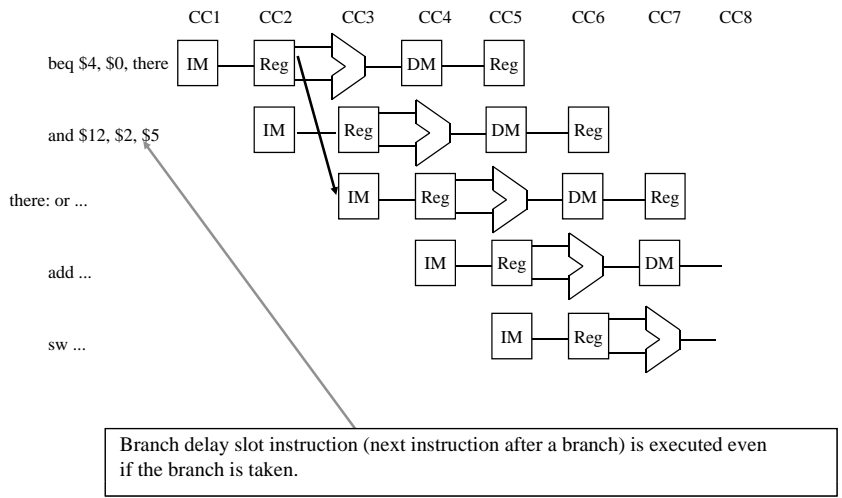 CC1 CC2 CC3 CC4 CC5 CC6 CC7 CC8
beq $4, $0, there IM Reg DM Reg
and $12, $2, $5 IM Reg DM Reg
there: or ... IM Reg DM Reg
add ... IM Reg DM
sw ... IM Reg
Branch delay slot instruction (next instruction after a branch) is executed even
if the branch is taken.